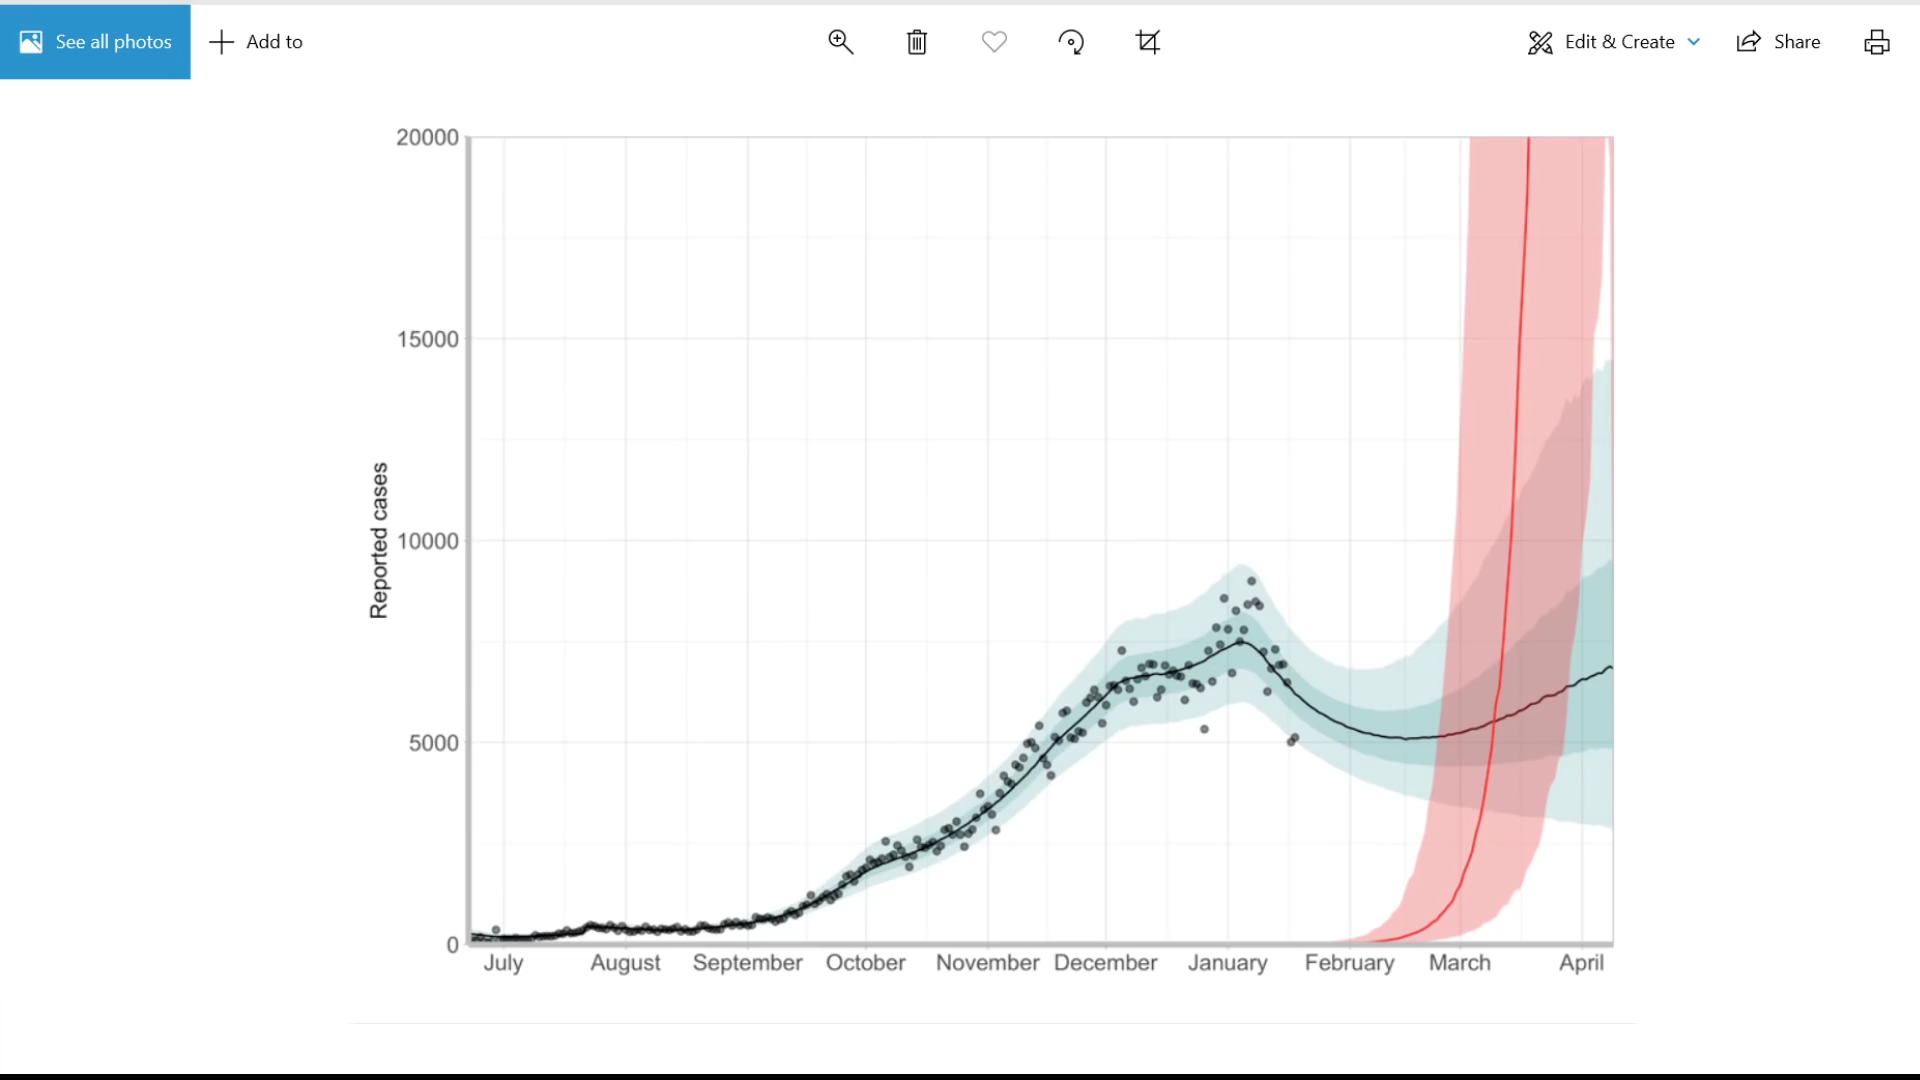 See all photos
Add to
Edit & Create
Share
20000
15000
10000
5000
0
Reported cases
July August September October November December January February March April